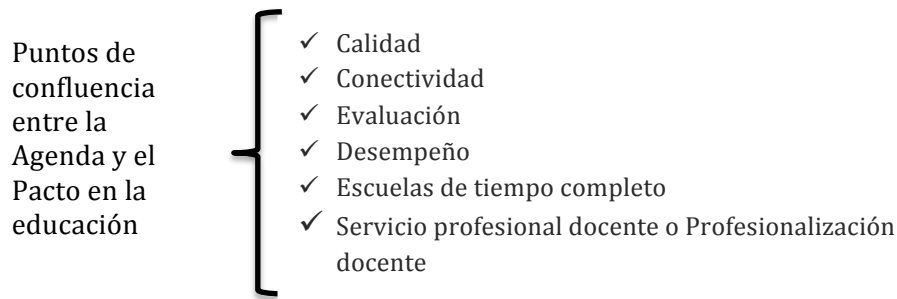 Puntos de
confluencia
entre la
Agenda y el
Pacto en la
educación
✓ Calidad
✓ Conectividad
✓ Evaluación
✓ Desempeño
✓ Escuelas de tiempo completo
✓ Servicio profesional docente o Profesionalización
docente